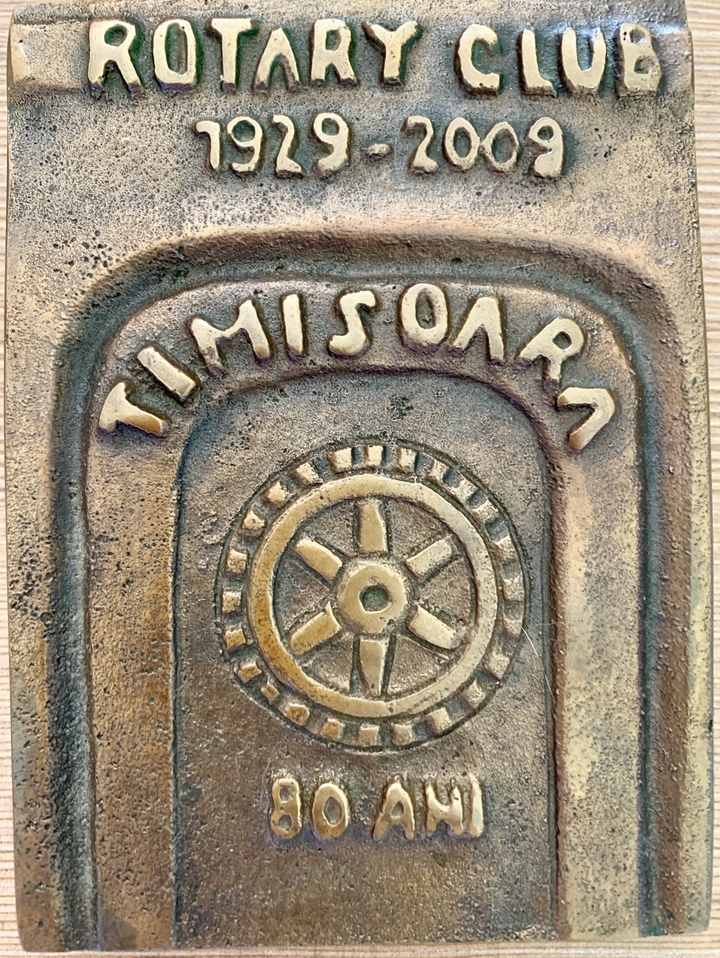 ROTARY CLUB
1929-2009
TIMISOARA
80 ANI